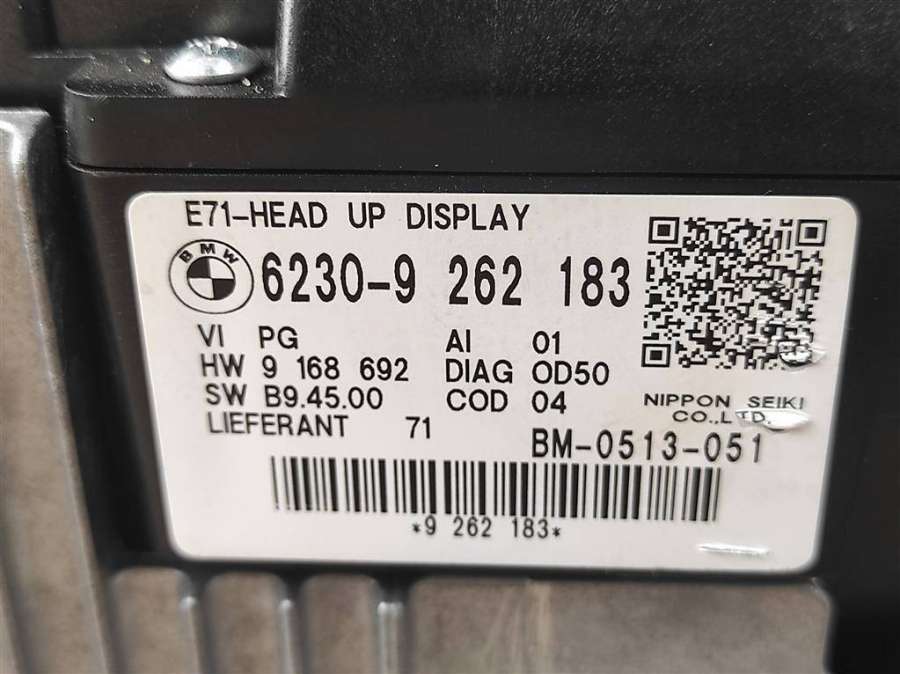 E71-HEAD UP DISPLAY
BMW 6230-9 262 183
VI PG AI 01
HW 9 168 692 DIAG 0D50
SW B9.45.00 COD 04
LIEFERANT 71
NIPPON SEIKI
CO.,LTD.
BM-0513-051
*9 262 183*